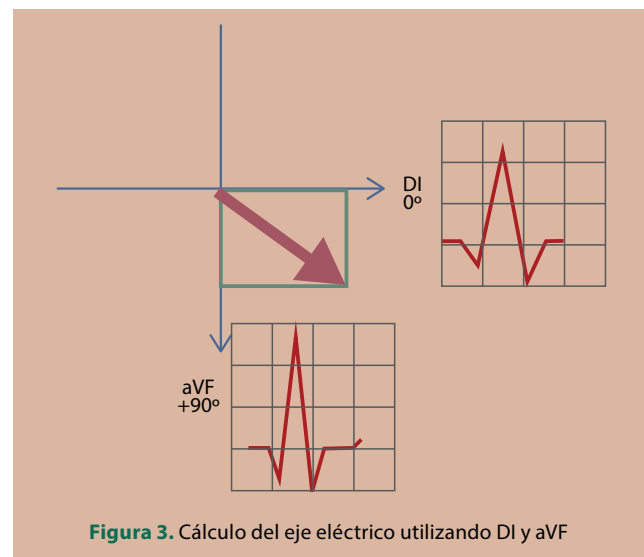 DI
0º
aVF
+90º
Figura 3. Cálculo del eje eléctrico utilizando DI y aVF